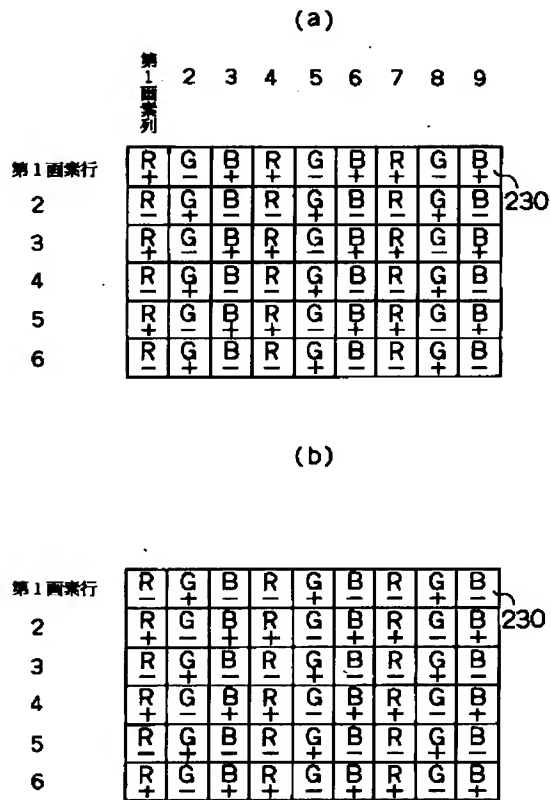 (a)
第1画素列 2 3 4 5 6 7 8 9
第1画素行 R G B R G B R G B
+ − + + − + + − + 230
2 R G B R G B R G B
− + − − + − − + −
3 R G B R G B R G B
+ − + + − + + − +
4 R G B R G B R G B
− + − − + − − + −
5 R G B R G B R G B
+ − + + − + + − +
6 R G B R G B R G B
− + − − + − − + −
(b)
第1画素行 R G B R G B R G B
− + − − + − − + − 230
2 R G B R G B R G B
+ − + + − + + − +
3 R G B R G B R G B
− + − − + − − + −
4 R G B R G B R G B
+ − + + − + + − +
5 R G B R G B R G B
− + − − + − − + −
6 R G B R G B R G B
+ − + + − + + − +